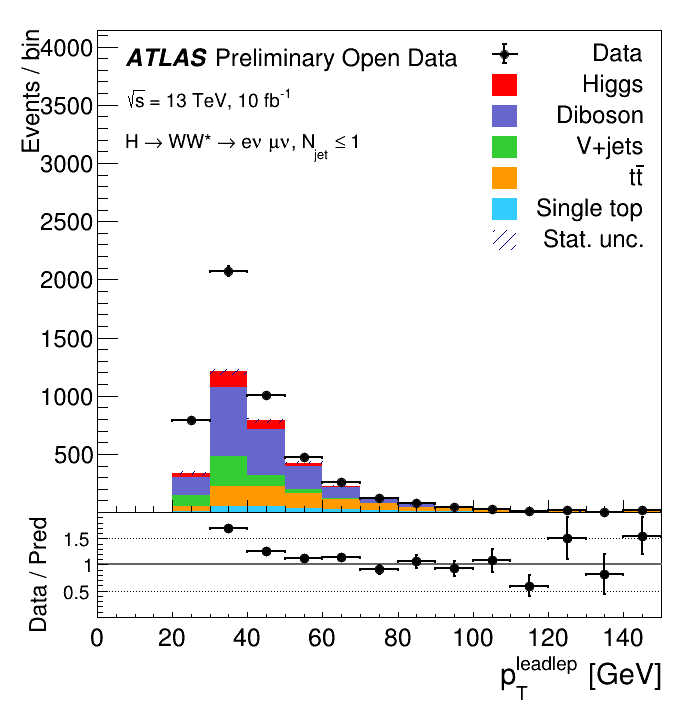 Events / bin
4000
3500
3000
2500
2000
1500
1000
500
ATLAS Preliminary Open Data
√s = 13 TeV, 10 fb⁻¹
H → WW* → eν μν, N_jet ≤ 1
Data
Higgs
Diboson
V+jets
tt̄
Single top
Stat. unc.
Data / Pred
1.5
1
0.5
0 20 40 60 80 100 120 140
p_T^leadlep [GeV]